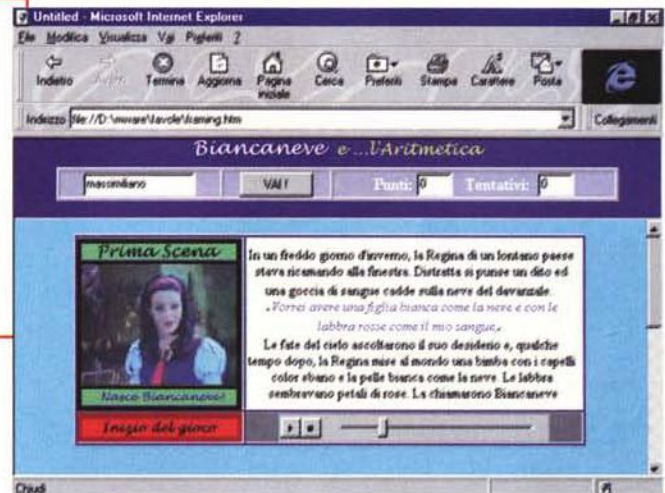 Untitled - Microsoft Internet Explorer
File Modifica Visualizza Vai Preferiti ?
Indietro Termina Aggiorna Pagina iniziale Cerca Preferiti Stampa Carattere Posta
Indirizzo file://D:\mware\favole\framing.htm Collegamenti
Biancaneve e ...l'Aritmetica
massimiliano VAI! Punti: 0 Tentativi: 0
Prima Scena
In un freddo giorno d'inverno, la Regina di un lontano paese
stava ricamando alla finestra. Distratta si punse un dito ed
una goccia di sangue cadde sulla neve del davanzale.
«Vorrei avere una figlia bianca come la neve e con le
labbra rosse come il mio sangue»
Le fate del cielo ascoltarono il suo desiderio e, qualche
tempo dopo, la Regina mise al mondo una bimba con i capelli
color ebano e la pelle bianca come la neve. Le labbra
sembravano petali di rose. La chiamarono Biancaneve
Nasce Biancaneve!
Inizio del gioco
Chiudi